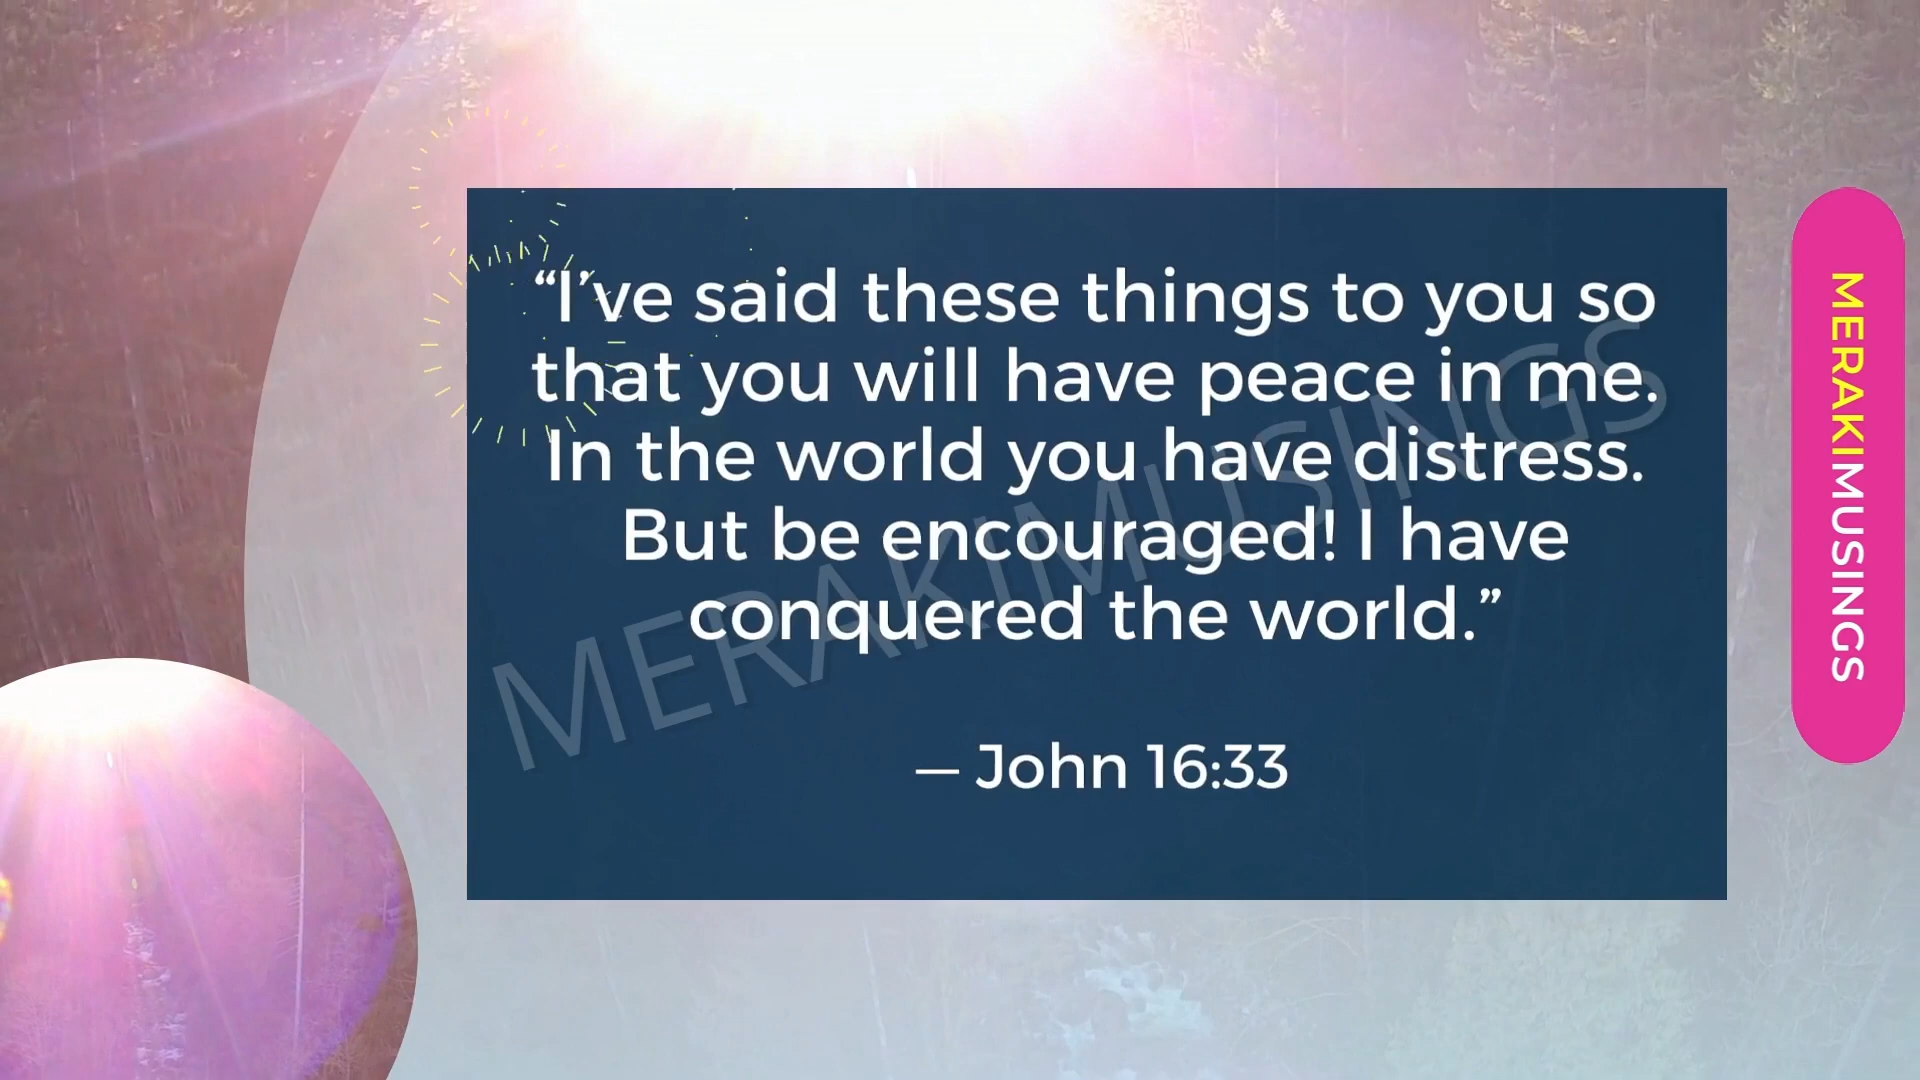 “I’ve said these things to you so
that you will have peace in me.
In the world you have distress.
But be encouraged! I have
conquered the world.”
— John 16:33
MERAKIMUSINGS
MERAKIMUSINGS